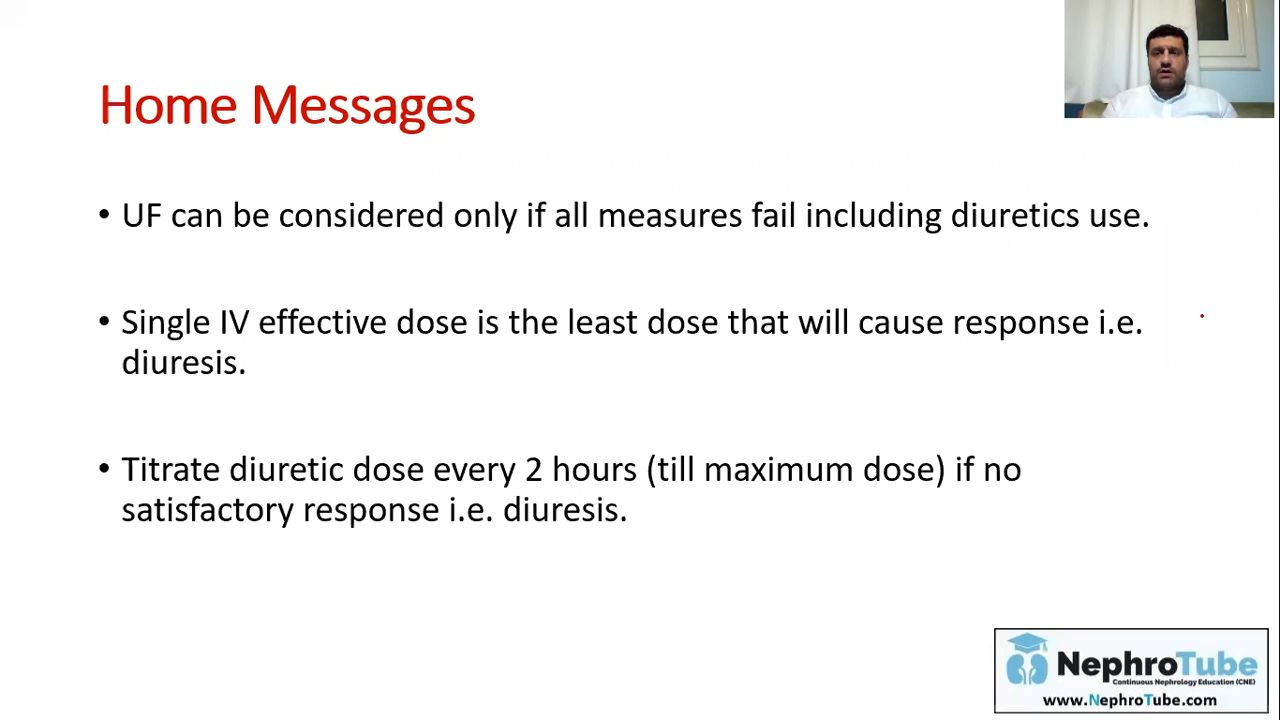 Home Messages
• UF can be considered only if all measures fail including diuretics use.
• Single IV effective dose is the least dose that will cause response i.e.
diuresis.
• Titrate diuretic dose every 2 hours (till maximum dose) if no
satisfactory response i.e. diuresis.
NephroTube
Continuous Nephrology Education (CNE)
www.NephroTube.com